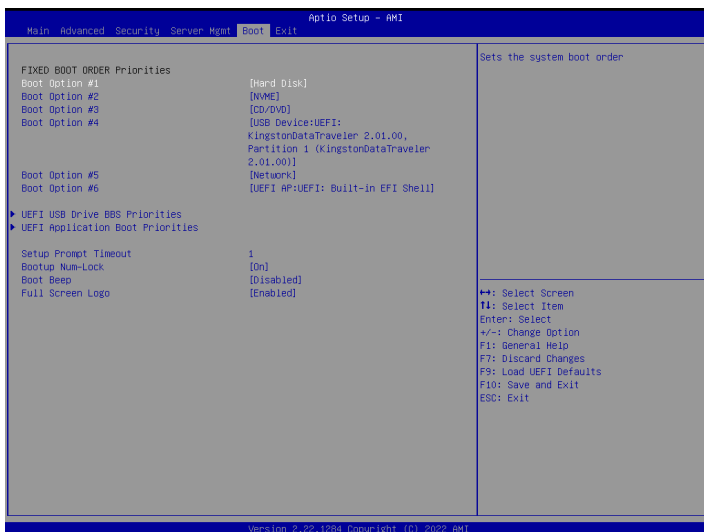 Aptio Setup – AMI
Main Advanced Security Server Mgmt Boot Exit
FIXED BOOT ORDER Priorities
Boot Option #1 [Hard Disk]
Boot Option #2 [NVME]
Boot Option #3 [CD/DVD]
Boot Option #4 [USB Device:UEFI:
KingstonDataTraveler 2.01.00,
Partition 1 (KingstonDataTraveler
2.01.00)]
Boot Option #5 [Network]
Boot Option #6 [UEFI AP:UEFI: Built-in EFI Shell]
UEFI USB Drive BBS Priorities
UEFI Application Boot Priorities
Setup Prompt Timeout 1
Bootup Num-Lock [On]
Boot Beep [Disabled]
Full Screen Logo [Enabled]
Sets the system boot order
↔: Select Screen
↑↓: Select Item
Enter: Select
+/-: Change Option
F1: General Help
F7: Discard Changes
F9: Load UEFI Defaults
F10: Save and Exit
ESC: Exit
Version 2.22.1284 Copyright (C) 2022 AMI